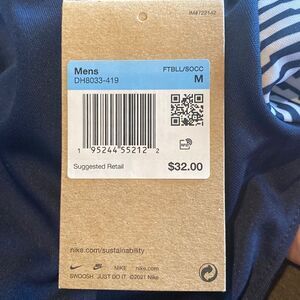 Mens FTBLL/SOCC
DH8033-419 M
1 95244 55212 2
Suggested Retail $32.00
nike.com/sustainability
NIKE nike.com
SWOOSH JUST DO IT. ©2021 Nike